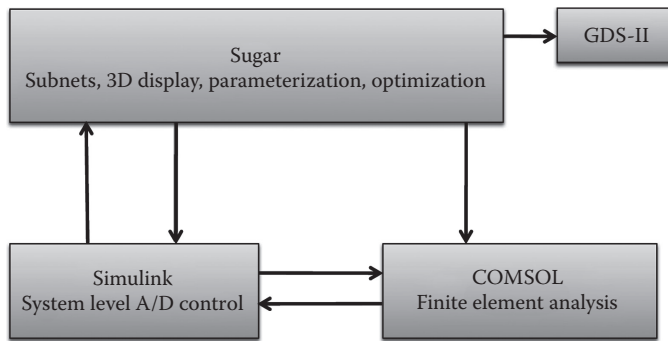 Sugar
Subnets, 3D display, parameterization, optimization
GDS-II
Simulink
System level A/D control
COMSOL
Finite element analysis